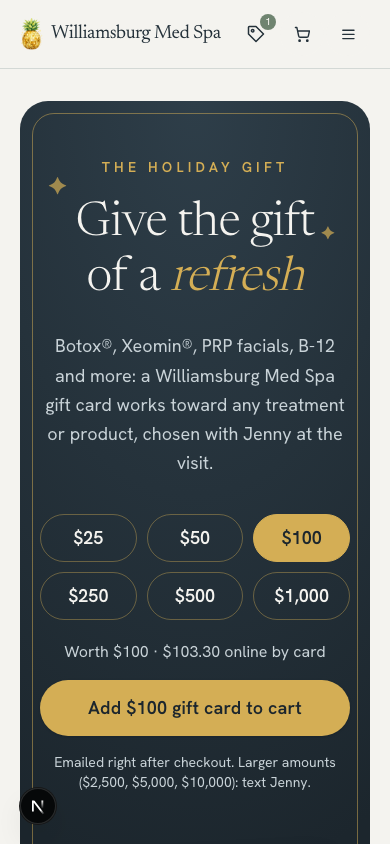 Williamsburg Med Spa
1
THE HOLIDAY GIFT
Give the gift
of a refresh
Botox®, Xeomin®, PRP facials, B-12
and more: a Williamsburg Med Spa
gift card works toward any treatment
or product, chosen with Jenny at the
visit.
$25
$50
$100
$250
$500
$1,000
Worth $100 · $103.30 online by card
Add $100 gift card to cart
Emailed right after checkout. Larger amounts
($2,500, $5,000, $10,000): text Jenny.
N